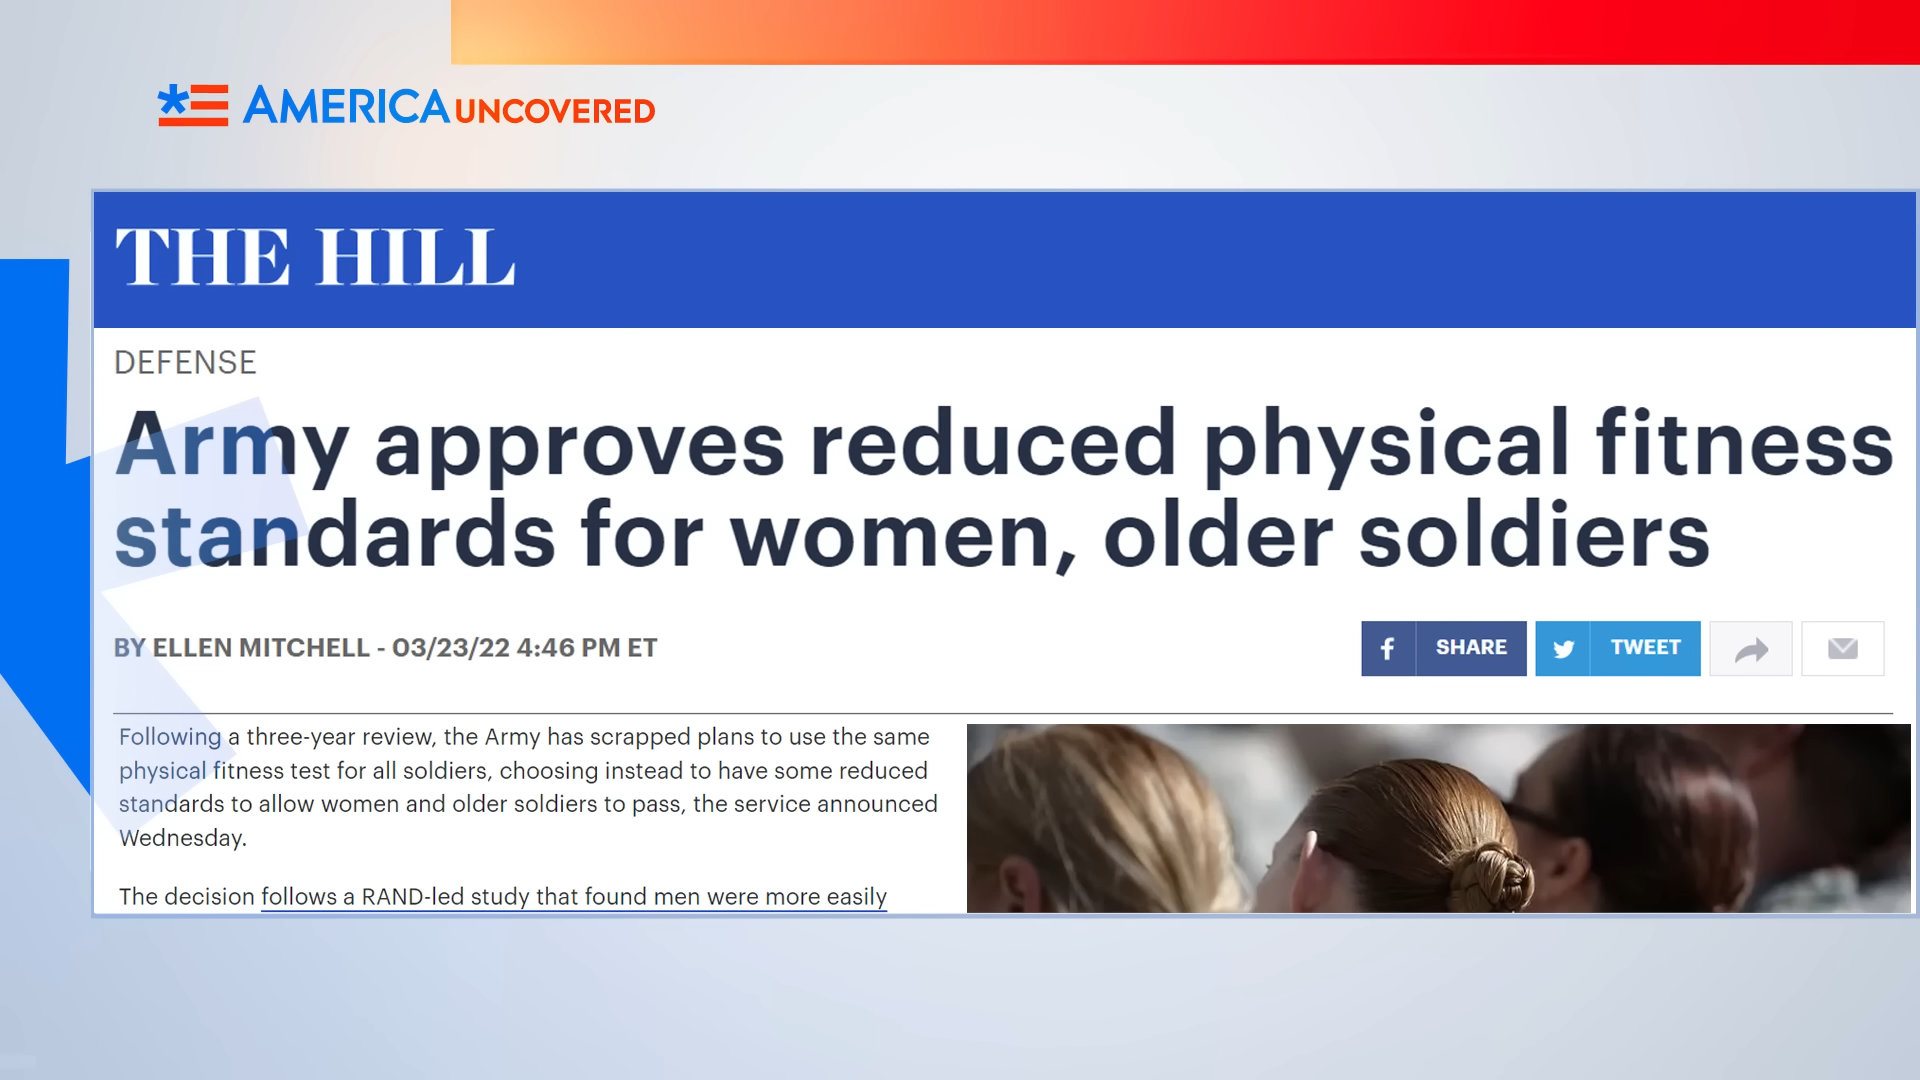 AMERICA UNCOVERED
THE HILL
DEFENSE
Army approves reduced physical fitness
standards for women, older soldiers
BY ELLEN MITCHELL - 03/23/22 4:46 PM ET
f SHARE
TWEET
Following a three-year review, the Army has scrapped plans to use the same
physical fitness test for all soldiers, choosing instead to have some reduced
standards to allow women and older soldiers to pass, the service announced
Wednesday.
The decision follows a RAND-led study that found men were more easily